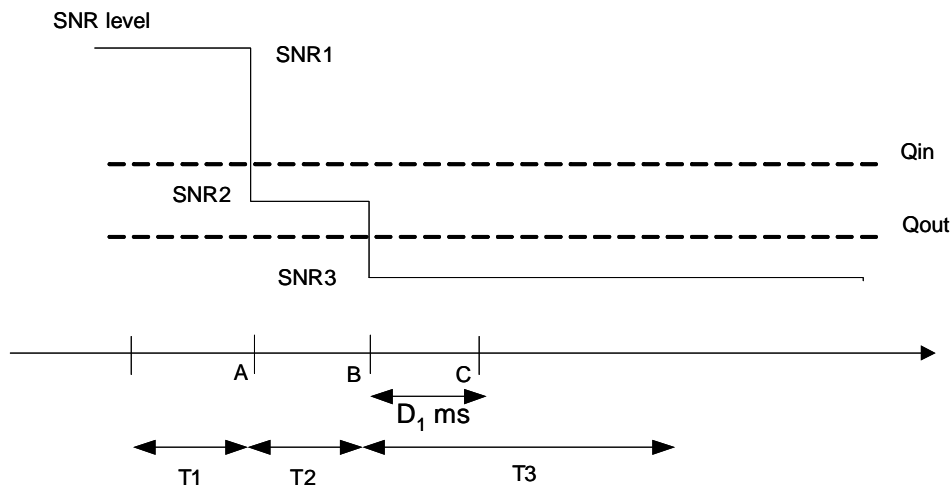 SNR level
SNR1
Qin
SNR2
Qout
SNR3
A
B
C
D₁ ms
T1
T2
T3